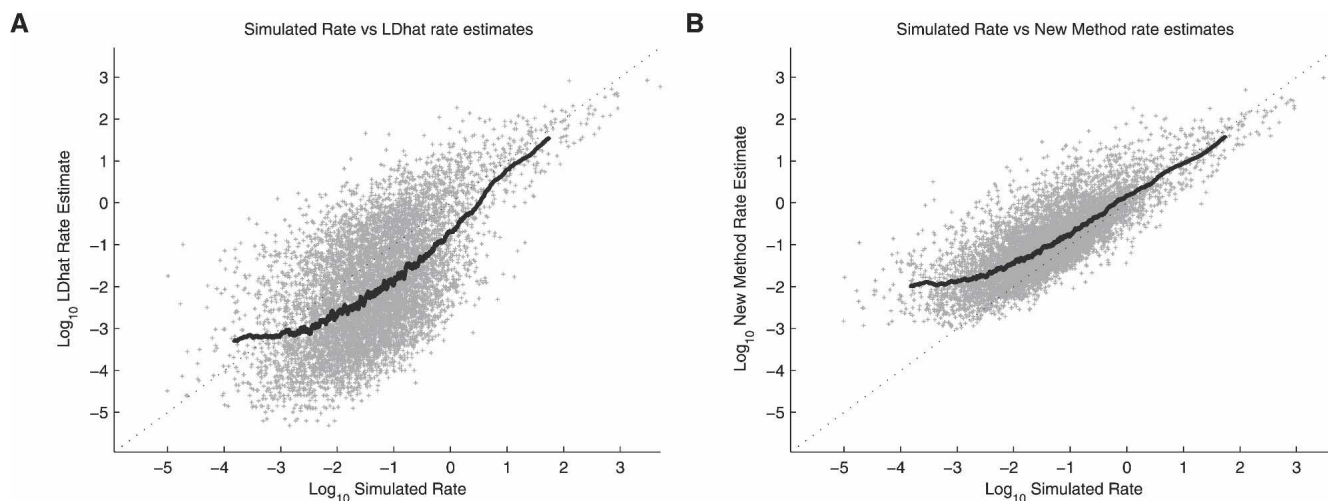 A
Simulated Rate vs LDhat rate estimates
3
2
1
0
−1
−2
−3
−4
−5
Log10 LDhat Rate Estimate
−5 −4 −3 −2 −1 0 1 2 3
Log10 Simulated Rate
B
Simulated Rate vs New Method rate estimates
3
2
1
0
−1
−2
−3
−4
−5
Log10 New Method Rate Estimate
−5 −4 −3 −2 −1 0 1 2 3
Log10 Simulated Rate